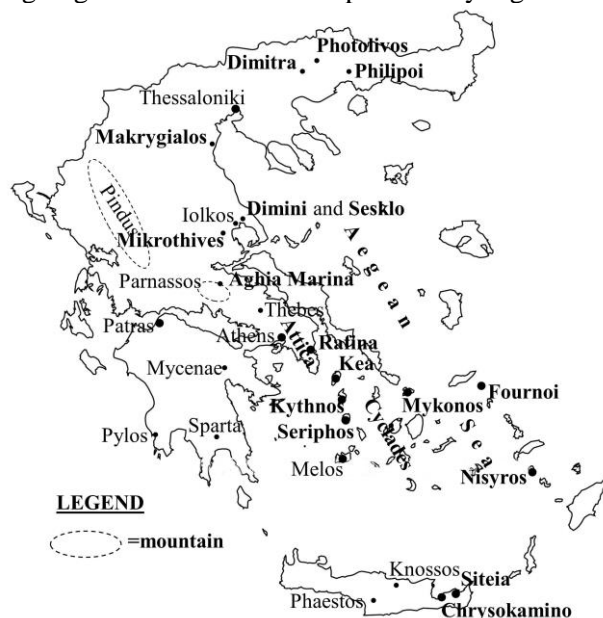 Photolivos
Dimitra
Philipoi
Thessaloniki
Makrygialos
Pindus
Iolkos
Dimini and Sesklo
Mikrothives
Aegean
Parnassos
Aghia Marina
Thebes
Patras
Athens
Attica
Rafina
Kea
Mycenae
Fournoi
Kythnos
Mykonos
Cyclades
Sea
Seriphos
Pylos
Sparta
Melos
Nisyros
LEGEND
=mountain
Knossos
Siteia
Phaestos
Chrysokamino